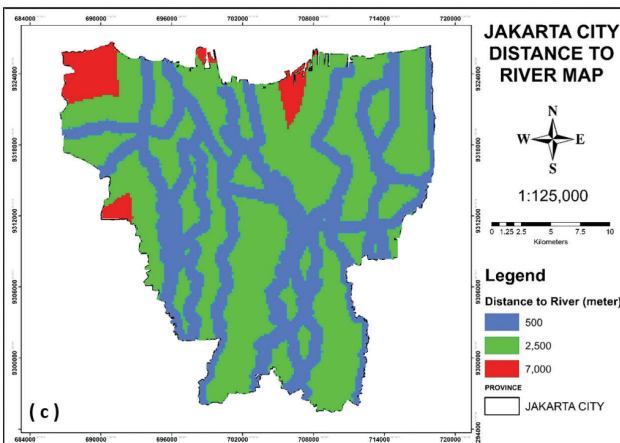 684000 690000 696000 702000 708000 714000 720000
9324000 9324000
9318000 9318000
9312000 9312000
9306000 9306000
9300000 9300000
294000
(c)
684000 690000 696000 702000 708000 714000 720000
JAKARTA CITY
DISTANCE TO
RIVER MAP
N
W E
S
1:125,000
0 1.25 2.5 5 7.5 10
Kilometers
Legend
Distance to River (meter)
500
2,500
7,000
PROVINCE
JAKARTA CITY